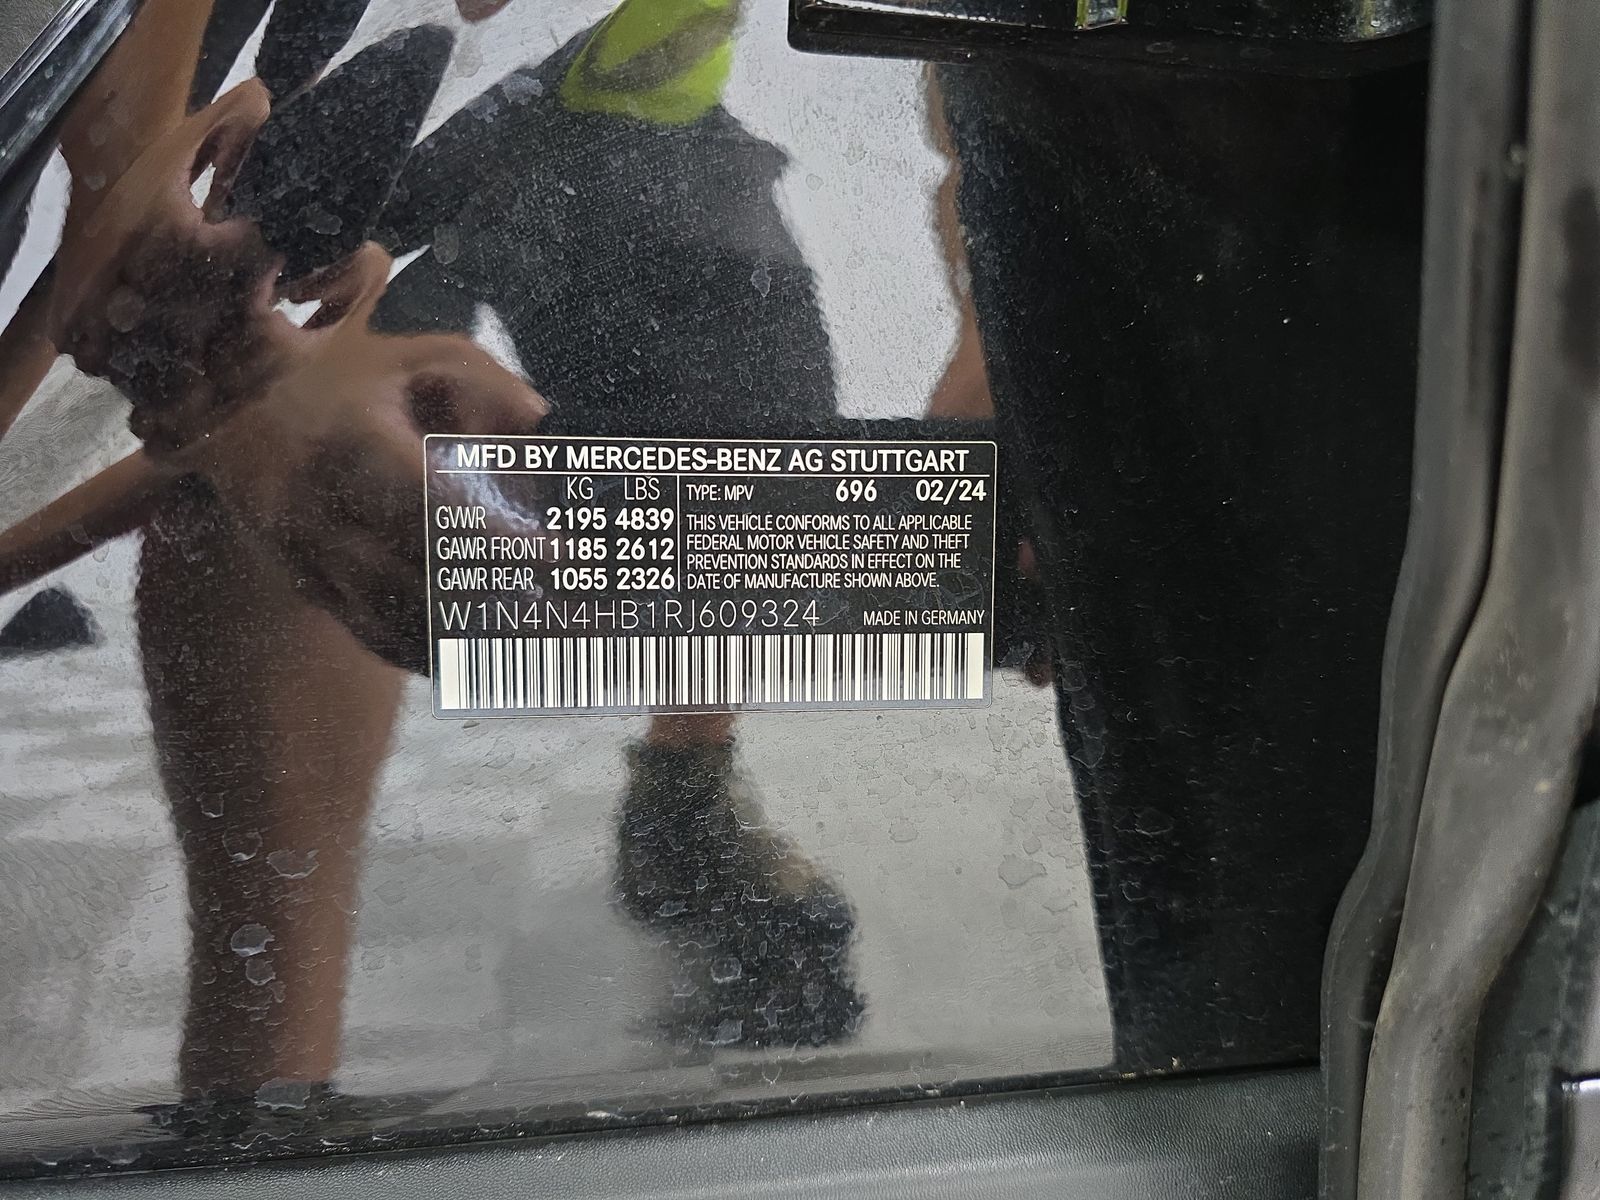 MFD BY MERCEDES-BENZ AG STUTTGART
KG LBS
GVWR 2195 4839
GAWR FRONT 1185 2612
GAWR REAR 1055 2326
TYPE: MPV 696 02/24
THIS VEHICLE CONFORMS TO ALL APPLICABLE
FEDERAL MOTOR VEHICLE SAFETY AND THEFT
PREVENTION STANDARDS IN EFFECT ON THE
DATE OF MANUFACTURE SHOWN ABOVE.
W1N4N4HB1RJ609324 MADE IN GERMANY